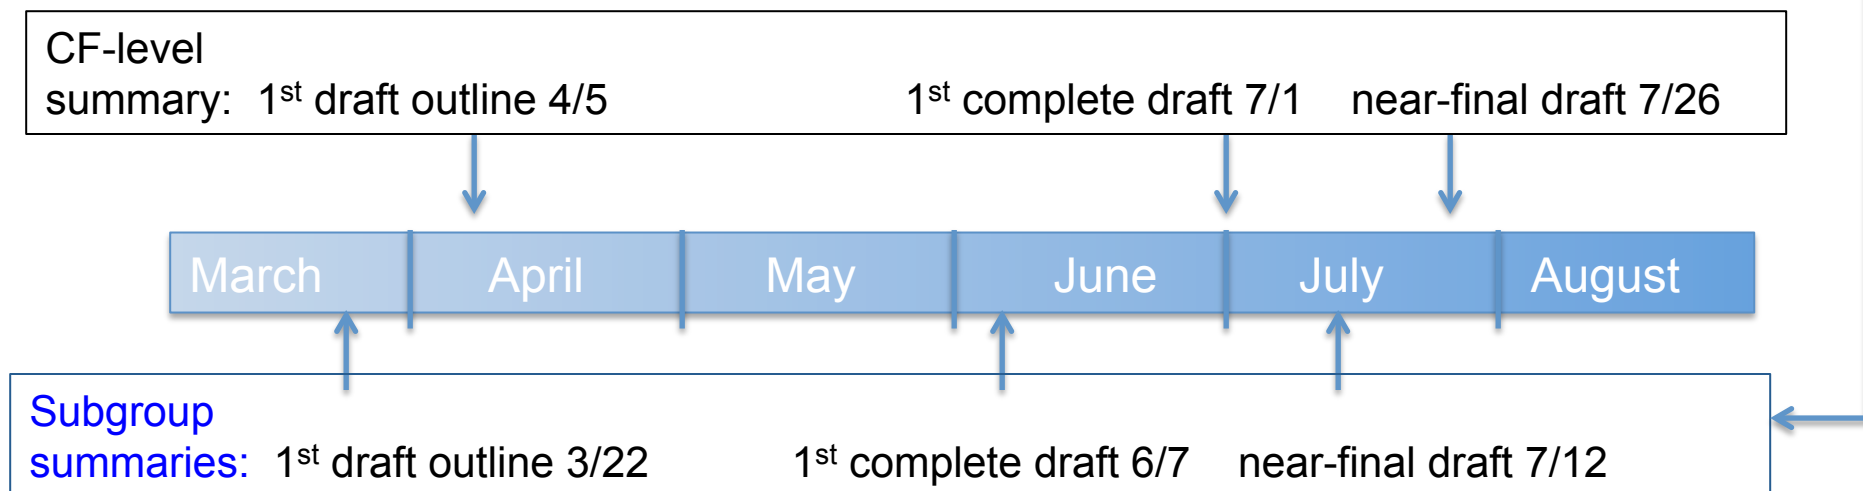 CF-level
summary: 1st draft outline 4/5 1st complete draft 7/1 near-final draft 7/26
March April May June July August
Subgroup
summaries: 1st draft outline 3/22 1st complete draft 6/7 near-final draft 7/12